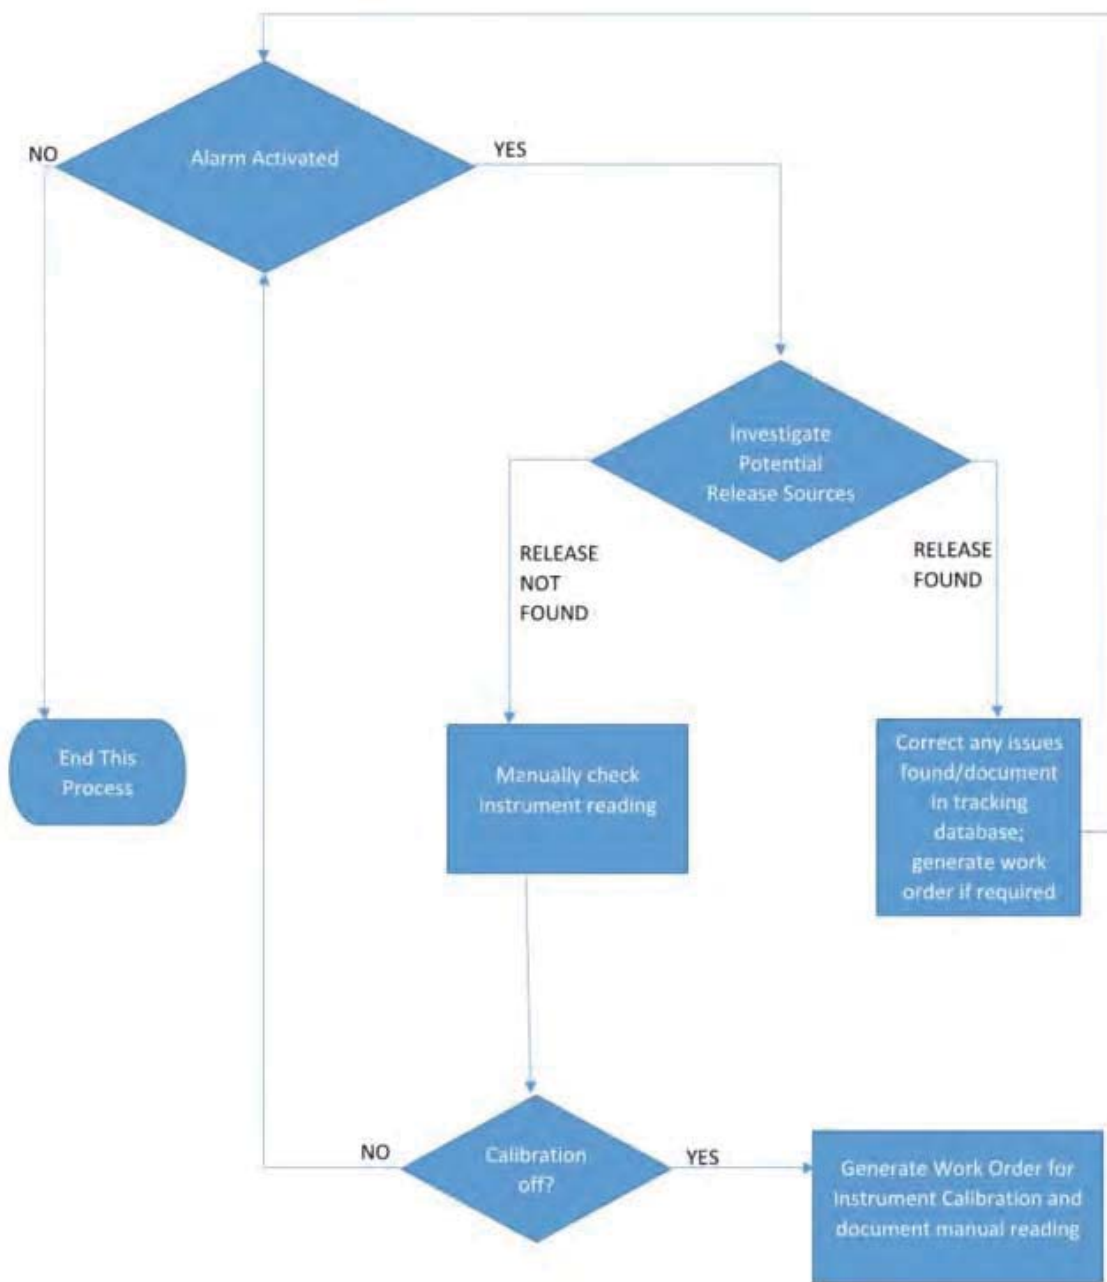 NO
Alarm Activated
YES
Investigate
Potential
Release Sources
RELEASE
NOT
FOUND
RELEASE
FOUND
End This
Process
Manually check
instrument reading
Correct any issues
found/document
in tracking
database;
generate work
order if required
NO
Calibration
off?
YES
Generate Work Order for
Instrument Calibration and
document manual reading